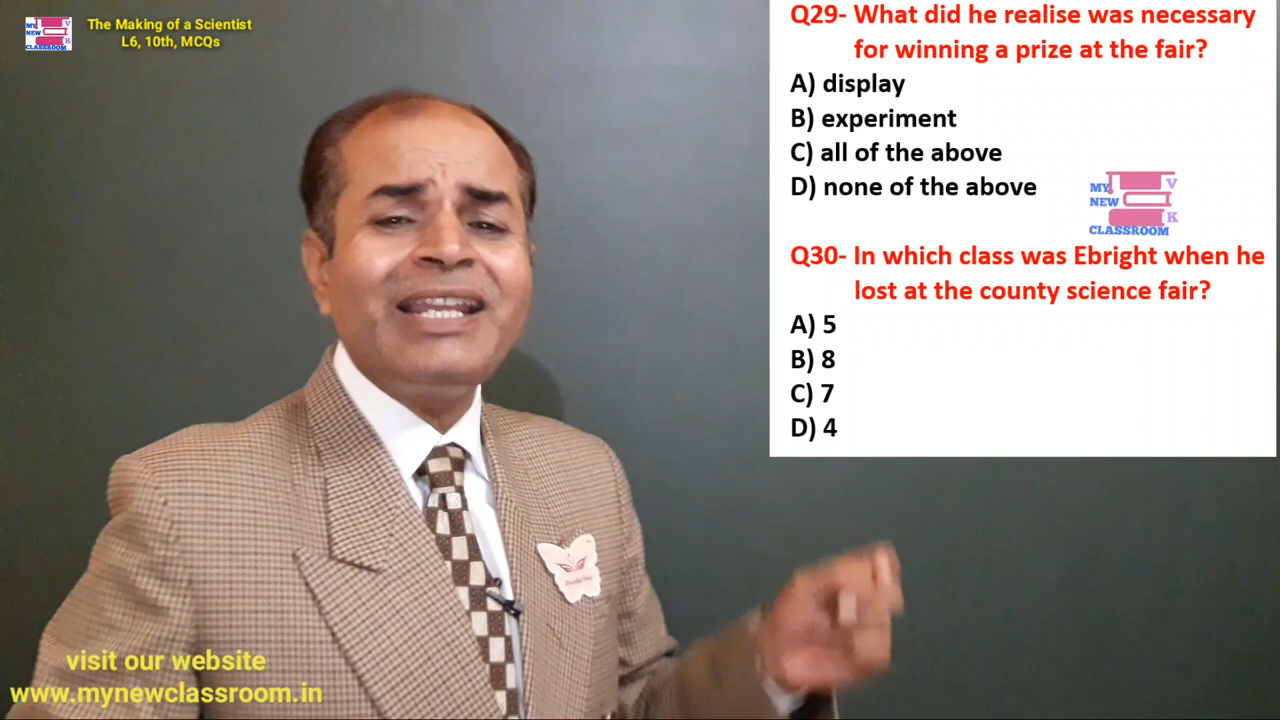 MY
NEW
CLASSROOM
V
K
The Making of a Scientist
L6, 10th, MCQs
Q29- What did he realise was necessary
for winning a prize at the fair?
A) display
B) experiment
C) all of the above
D) none of the above
MY
NEW
CLASSROOM
V
K
Q30- In which class was Ebright when he
lost at the county science fair?
A) 5
B) 8
C) 7
D) 4
visit our website
www.mynewclassroom.in